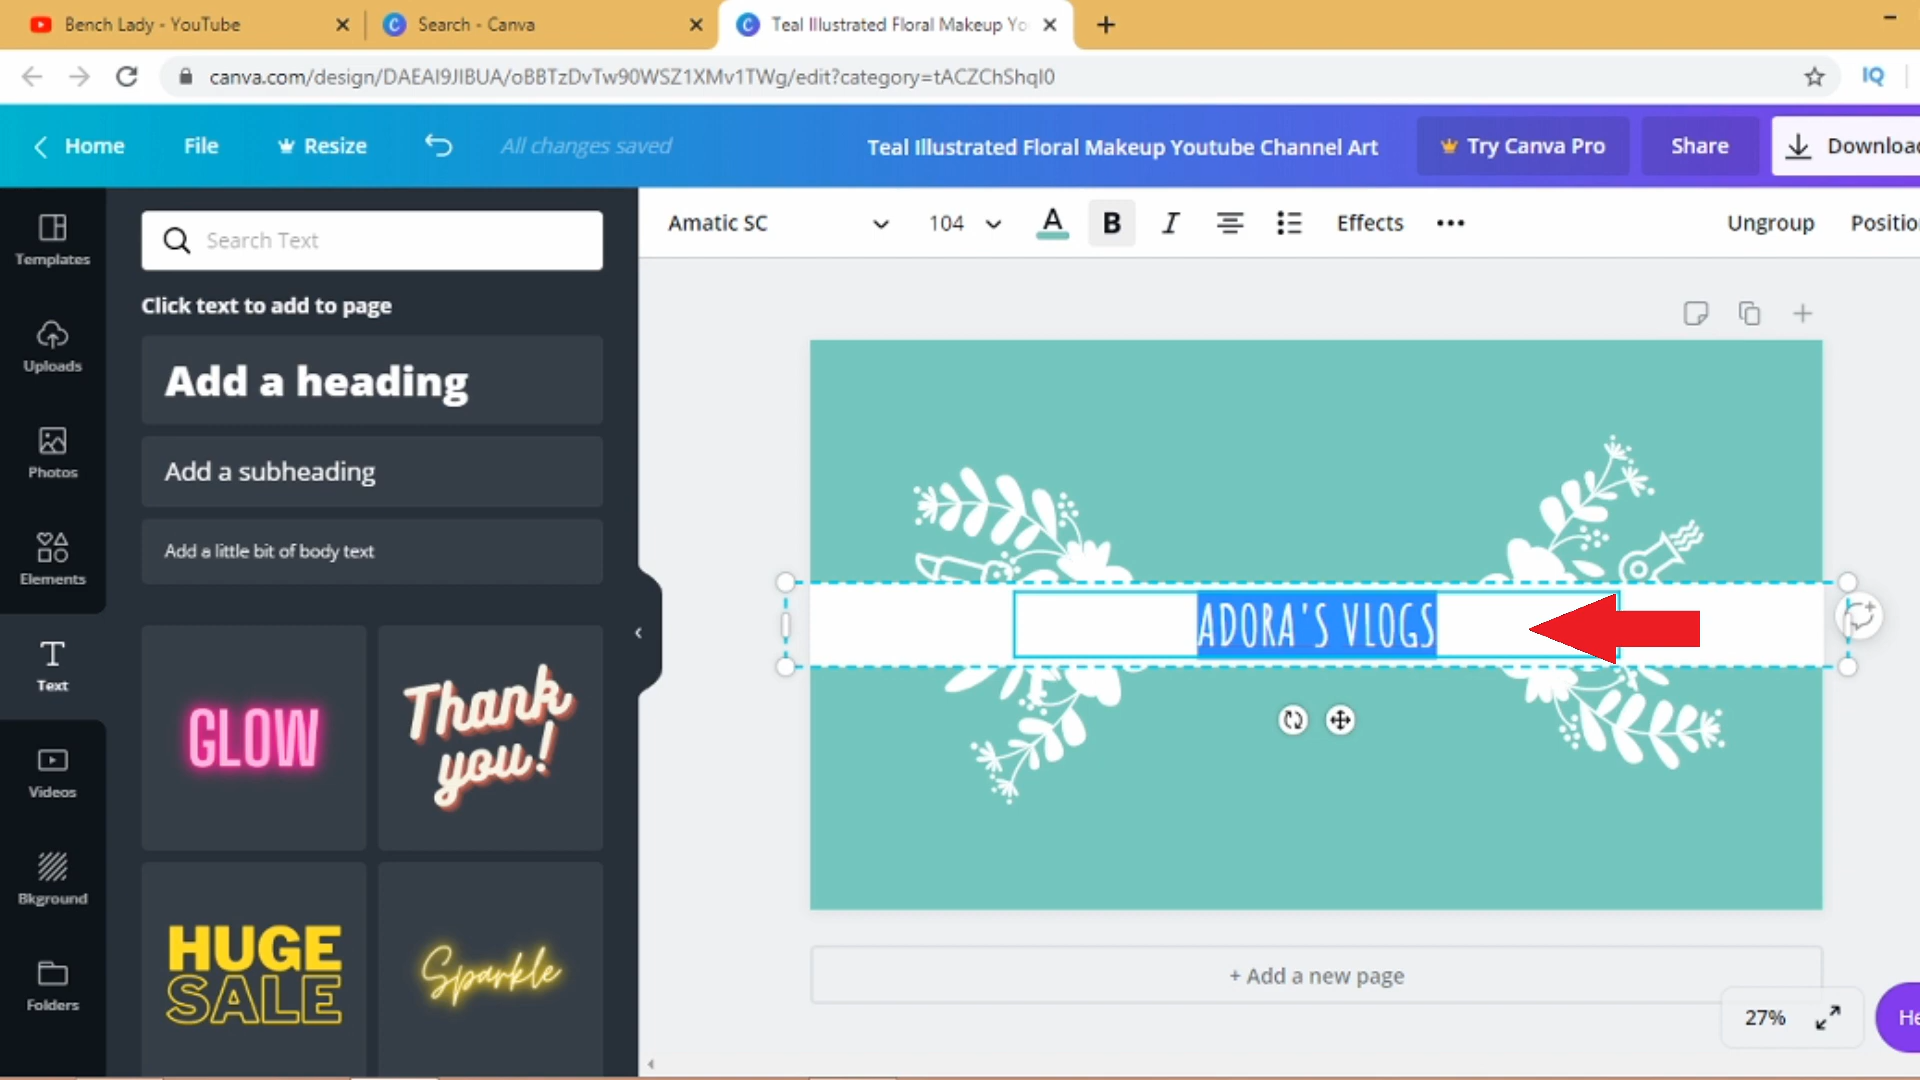 Bench Lady - YouTube
Search - Canva
Teal Illustrated Floral Makeup Yo
canva.com/design/DAEAI9JIBUA/oBBTzDvTw90WSZ1XMv1TWg/edit?category=tACZChShqI0
IQ
Home
File
Resize
All changes saved
Teal Illustrated Floral Makeup Youtube Channel Art
Try Canva Pro
Share
Download
Amatic SC
104
A
B
I
Effects
Ungroup
Positio
Templates
Uploads
Photos
Elements
Text
Videos
Bkground
Folders
Search Text
Click text to add to page
Add a heading
Add a subheading
Add a little bit of body text
GLOW
Thank
you!
HUGE
SALE
Sparkle
ADORA'S VLOGS
+ Add a new page
27%
He